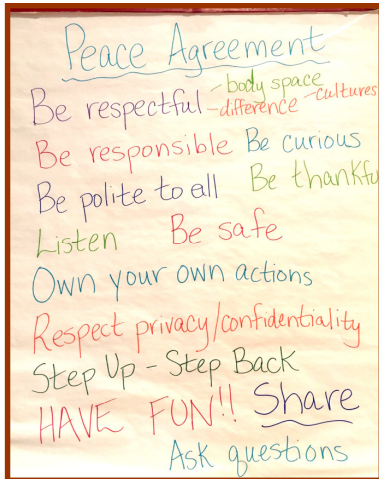 Peace Agreement
Be respectful - body space
- difference - cultures
Be responsible Be curious
Be polite to all Be thankfu
Listen Be safe
Own your own actions
Respect privacy/confidentiality
Step Up - Step Back
HAVE FUN!! Share
Ask questions